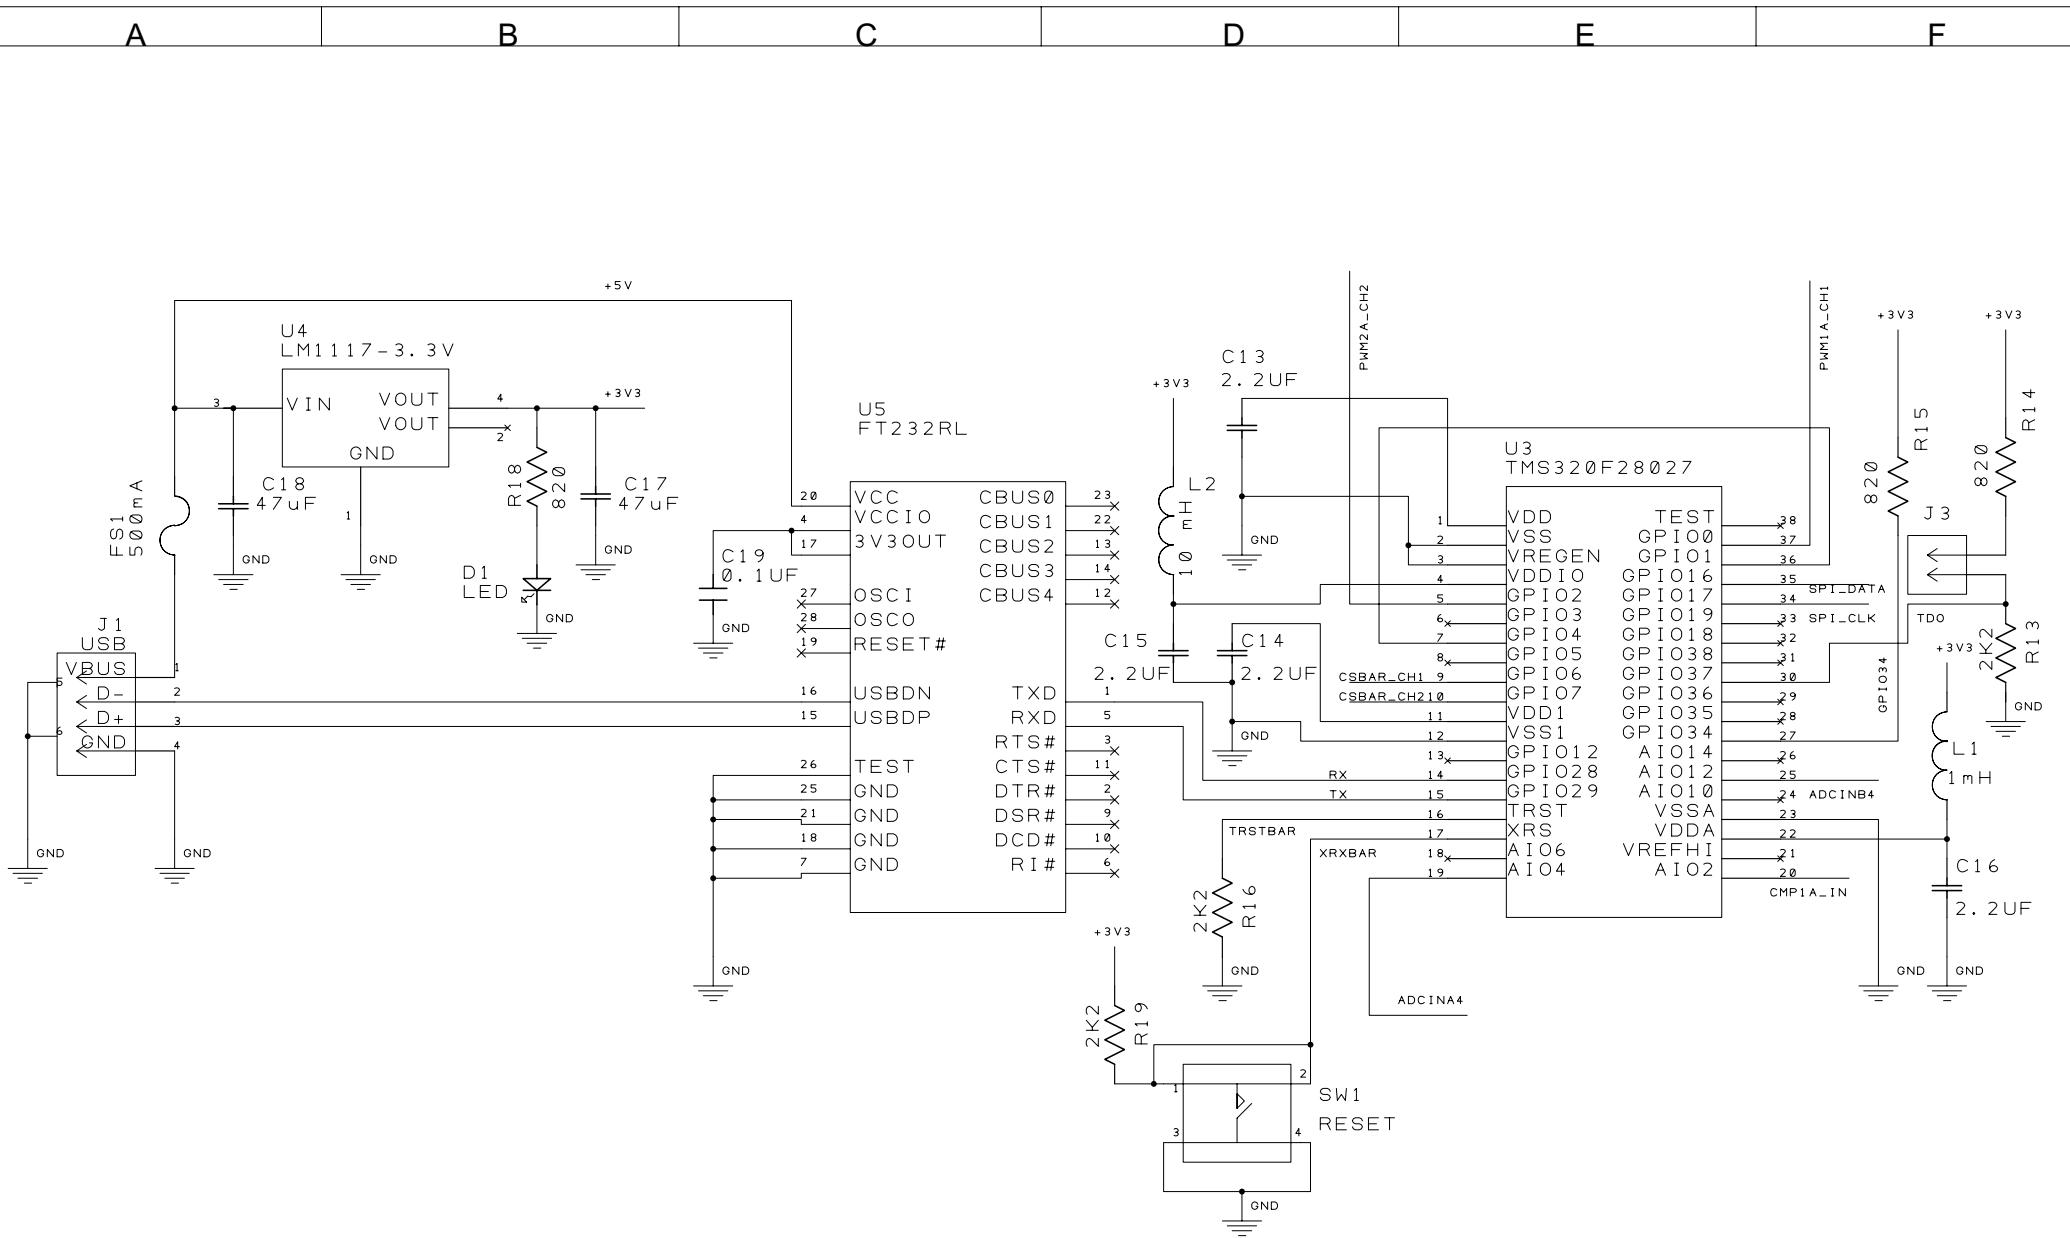 A B C D E F
+5V
U4
LM1117-3.3V
VIN
VOUT
VOUT
GND
3
4
2
1
+3V3
C18
47uF
GND
GND
FS1
500mA
R18
820
C17
47uF
GND
D1
LED
GND
J1
USB
VBUS
D-
D+
GND
1
2
3
4
5
6
GND
GND
U5
FT232RL
20 VCC
4 VCCIO
17 3V3OUT
27 OSCI
28 OSCO
19 RESET#
16 USBDN
15 USBDP
26 TEST
25 GND
21 GND
18 GND
7 GND
CBUS0 23
CBUS1 22
CBUS2 13
CBUS3 14
CBUS4 12
TXD 1
RXD 5
RTS# 3
CTS# 11
DTR# 2
DSR# 9
DCD# 10
RI# 6
C19
0.1UF
GND
GND
+3V3
L2
10 mH
C13
2.2UF
GND
C15
2.2UF
C14
2.2UF
GND
PWM2A_CH2
PWM1A_CH1
U3
TMS320F28027
1 VDD
2 VSS
3 VREGEN
4 VDDIO
5 GPIO2
6 GPIO3
7 GPIO4
8 GPIO5
CSBAR_CH1 9 GPIO6
CSBAR_CH2 10 GPIO7
11 VDD1
12 VSS1
13 GPIO12
RX 14 GPIO28
TX 15 GPIO29
16 TRST
17 XRS
18 AIO6
19 AIO4
TEST 38
GPIO0 37
GPIO1 36
GPIO16 35
GPIO17 34
GPIO19 33
GPIO18 32
GPIO38 31
GPIO37 30
GPIO36 29
GPIO35 28
GPIO34 27
AIO14 26
AIO12 25
AIO10 24
VSSA 23
VDDA 22
VREFHI 21
AIO2 20
SPI_DATA
SPI_CLK
TDO
GPIO34
ADCINB4
CMP1A_IN
TRSTBAR
XRXBAR
ADCINA4
+3V3
R15
820
+3V3
R14
820
J3
R13
2K2
GND
+3V3
L1
1mH
C16
2.2UF
GND
GND
2K2
R16
GND
+3V3
2K2
R19
1
2
3
4
SW1
RESET
GND